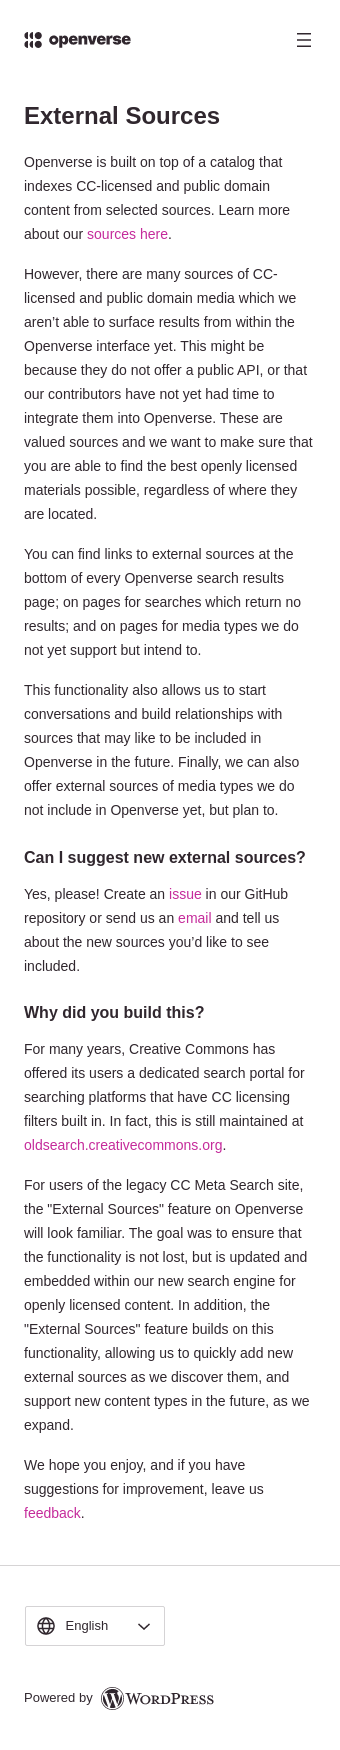 openverse
External Sources
Openverse is built on top of a catalog that
indexes CC-licensed and public domain
content from selected sources. Learn more
about our sources here.
However, there are many sources of CC-
licensed and public domain media which we
aren’t able to surface results from within the
Openverse interface yet. This might be
because they do not offer a public API, or that
our contributors have not yet had time to
integrate them into Openverse. These are
valued sources and we want to make sure that
you are able to find the best openly licensed
materials possible, regardless of where they
are located.
You can find links to external sources at the
bottom of every Openverse search results
page; on pages for searches which return no
results; and on pages for media types we do
not yet support but intend to.
This functionality also allows us to start
conversations and build relationships with
sources that may like to be included in
Openverse in the future. Finally, we can also
offer external sources of media types we do
not include in Openverse yet, but plan to.
Can I suggest new external sources?
Yes, please! Create an issue in our GitHub
repository or send us an email and tell us
about the new sources you’d like to see
included.
Why did you build this?
For many years, Creative Commons has
offered its users a dedicated search portal for
searching platforms that have CC licensing
filters built in. In fact, this is still maintained at
oldsearch.creativecommons.org.
For users of the legacy CC Meta Search site,
the "External Sources" feature on Openverse
will look familiar. The goal was to ensure that
the functionality is not lost, but is updated and
embedded within our new search engine for
openly licensed content. In addition, the
"External Sources" feature builds on this
functionality, allowing us to quickly add new
external sources as we discover them, and
support new content types in the future, as we
expand.
We hope you enjoy, and if you have
suggestions for improvement, leave us
feedback.
English
Powered by WORDPRESS